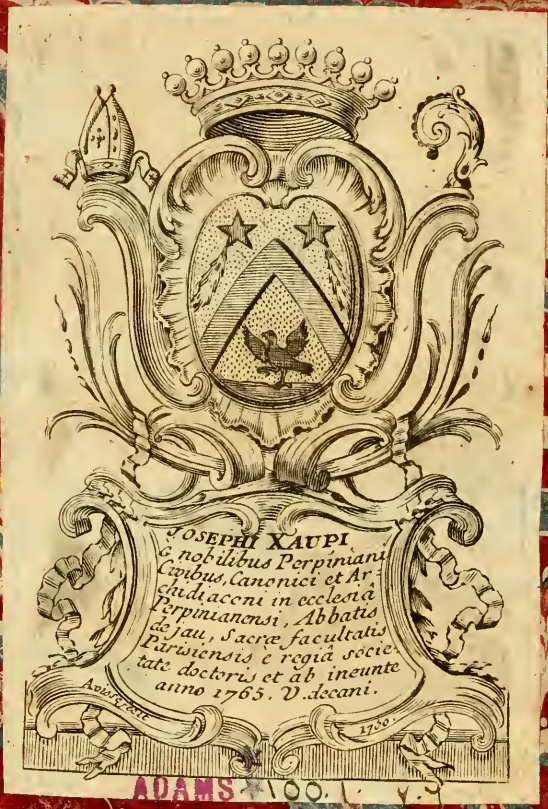 JOSEPHI XAUPI
è nobilibus Perpiniani
Civibus, Canonici et Ar-
chidiaconi in ecclesiâ
Perpinianensi, Abbatis
de jau, Sacræ facultatis
Parisiensis è regiâ socie-
tate doctoris et ab ineunte
anno 1765. V. decani.
fecit 1750.
ADAMS 100.1